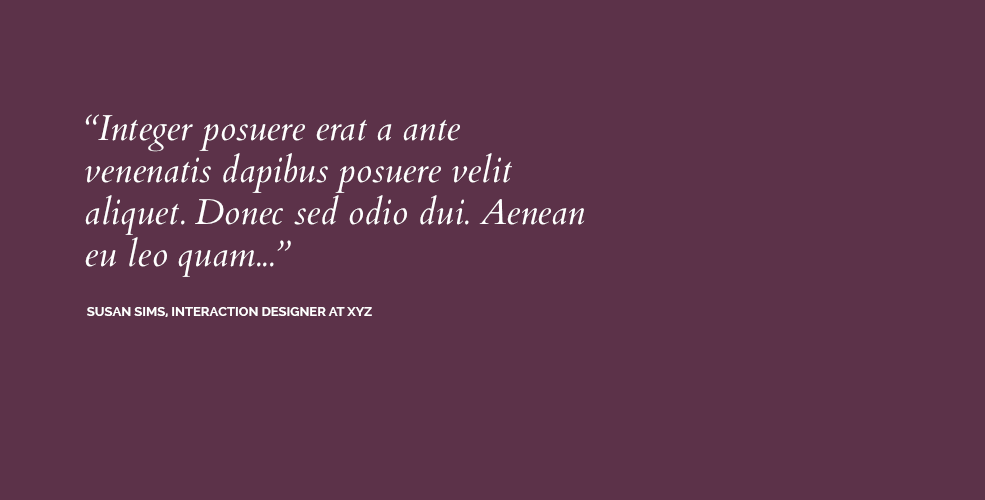 “Integer posuere erat a ante
venenatis dapibus posuere velit
aliquet. Donec sed odio dui. Aenean
eu leo quam...”
SUSAN SIMS, INTERACTION DESIGNER AT XYZ